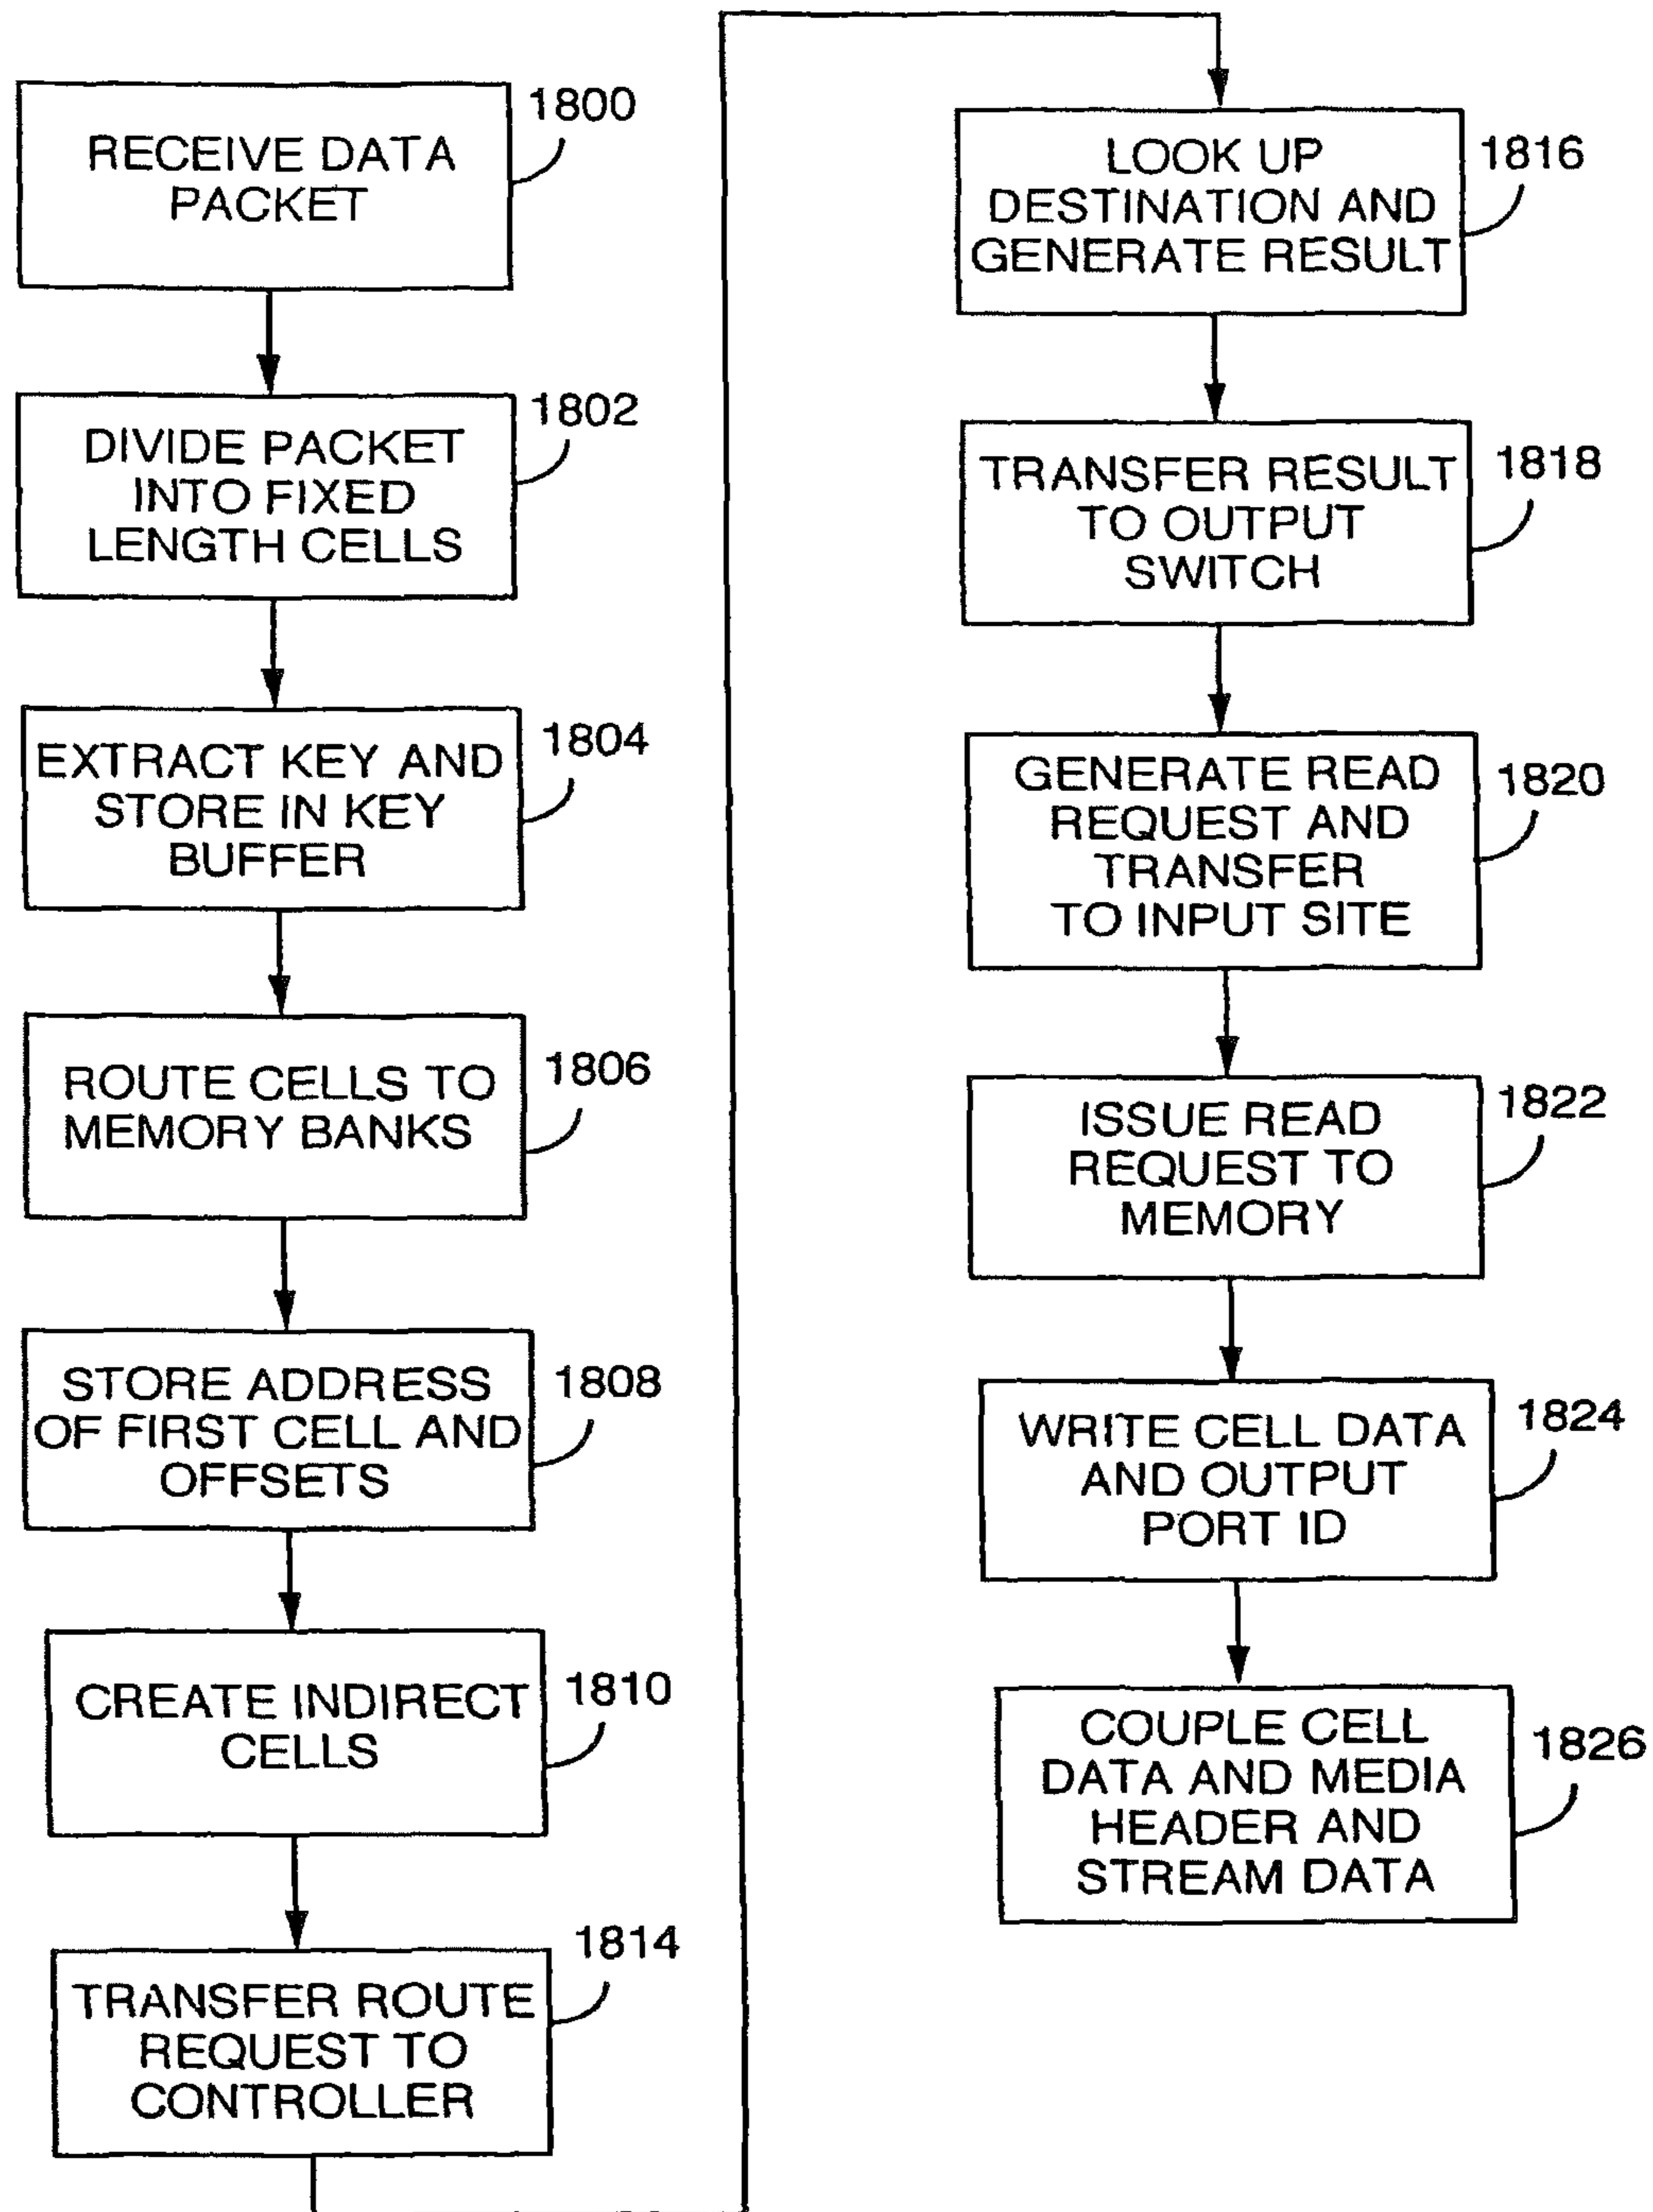 1800
RECEIVE DATA
PACKET
1802
DIVIDE PACKET
INTO FIXED
LENGTH CELLS
1804
EXTRACT KEY AND
STORE IN KEY
BUFFER
1806
ROUTE CELLS TO
MEMORY BANKS
1808
STORE ADDRESS
OF FIRST CELL AND
OFFSETS
1810
CREATE INDIRECT
CELLS
1814
TRANSFER ROUTE
REQUEST TO
CONTROLLER
1816
LOOK UP
DESTINATION AND
GENERATE RESULT
1818
TRANSFER RESULT
TO OUTPUT
SWITCH
1820
GENERATE READ
REQUEST AND
TRANSFER
TO INPUT SITE
1822
ISSUE READ
REQUEST TO
MEMORY
1824
WRITE CELL DATA
AND OUTPUT
PORT ID
1826
COUPLE CELL
DATA AND MEDIA
HEADER AND
STREAM DATA